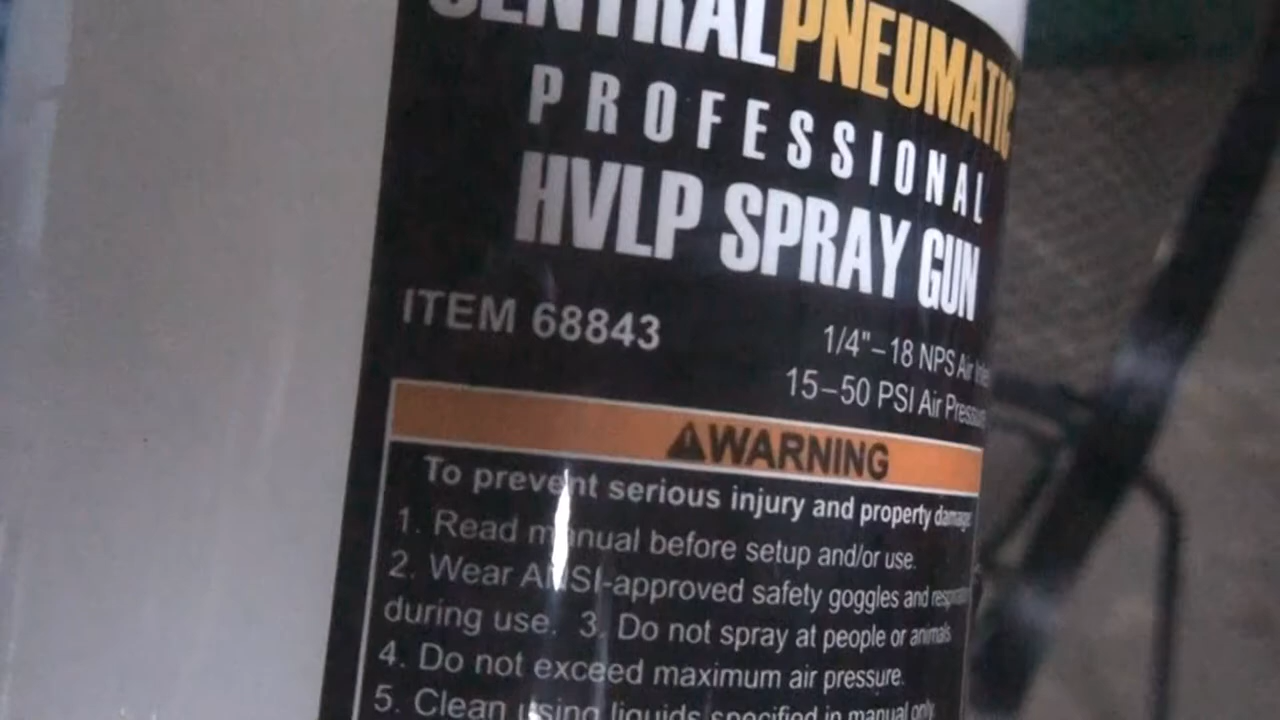 CENTRALPNEUMATIC
PROFESSIONAL
HVLP SPRAY GUN
ITEM 68843
1/4"–18 NPS Air Inlet
15–50 PSI Air Pressure
WARNING
To prevent serious injury and property damage
1. Read manual before setup and/or use.
2. Wear ANSI-approved safety goggles and
during use. 3. Do not spray at people or animals
4. Do not exceed maximum air pressure.
5. Clean using liquids specified in manual only.